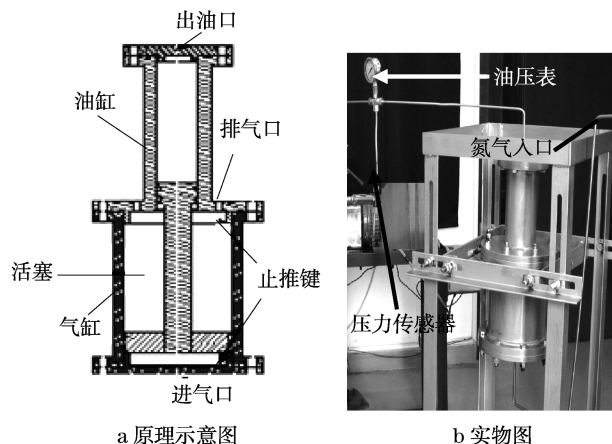 出油口
油缸
排气口
活塞
止推键
气缸
进气口
a 原理示意图
油压表
氮气入口
压力传感器
b 实物图